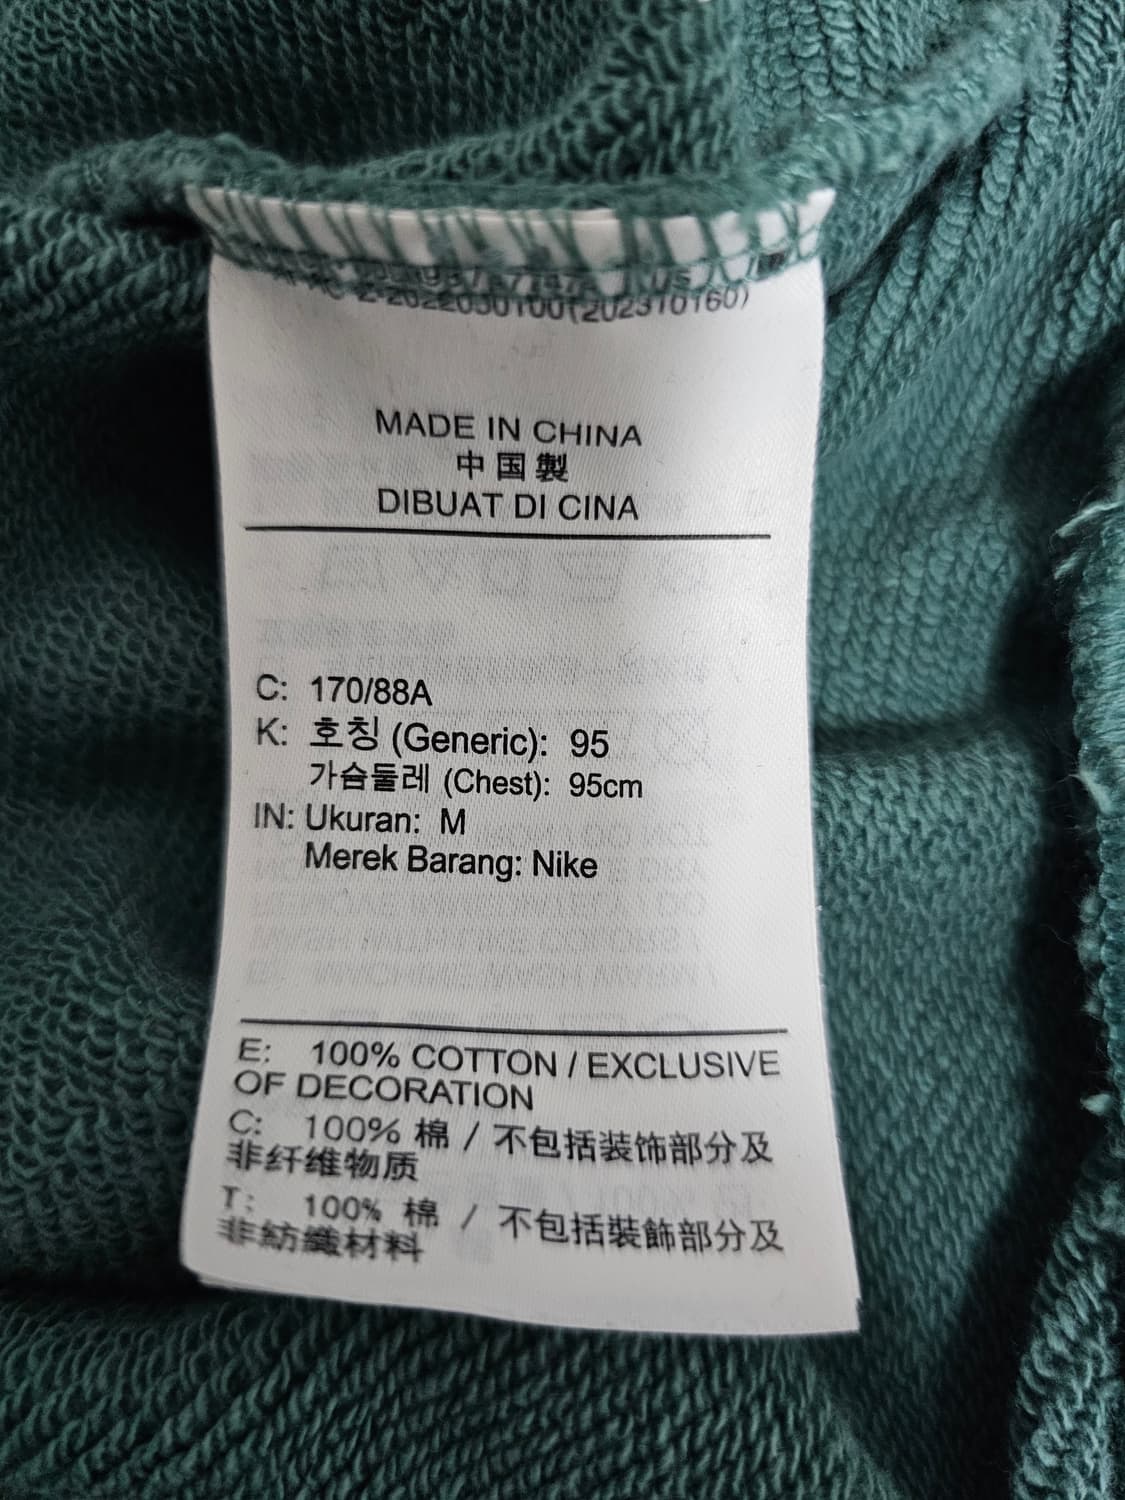 2-2022030100(202310160)
MADE IN CHINA
中国製
DIBUAT DI CINA
C: 170/88A
K: 호칭 (Generic): 95
가슴둘레 (Chest): 95cm
IN: Ukuran: M
Merek Barang: Nike
E: 100% COTTON / EXCLUSIVE
OF DECORATION
C: 100% 棉 / 不包括装饰部分及
非纤维物质
T: 100% 棉 / 不包括裝飾部分及
非紡織材料